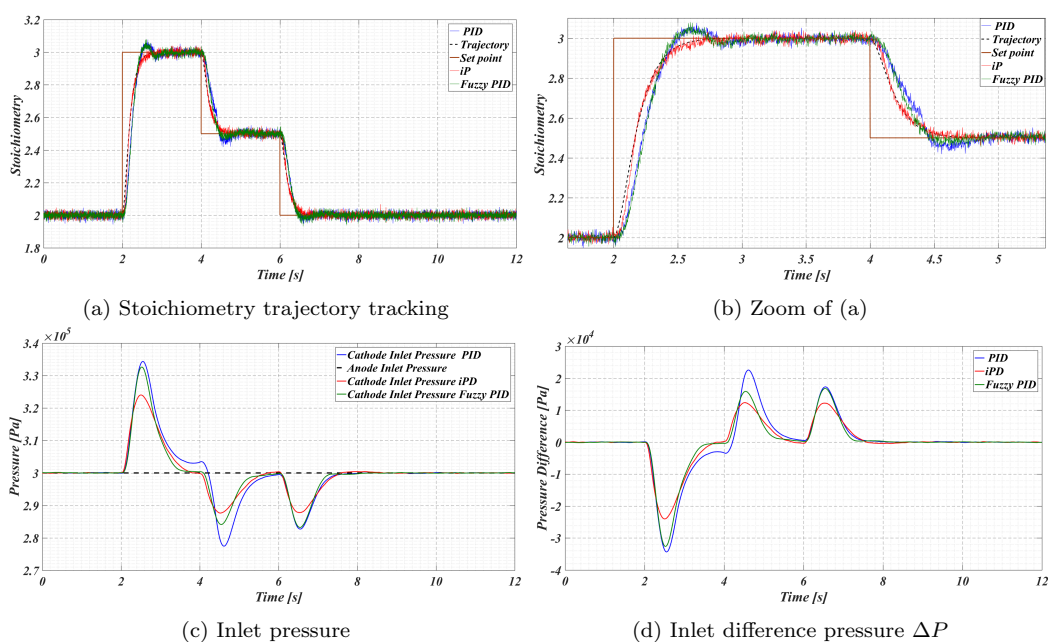 3.2
3
2.8
2.6
2.4
2.2
2
1.8
Stoichiometry
PID
Trajectory
Set point
iP
Fuzzy PID
0 2 4 6 8 10 12
Time [s]
(a) Stoichiometry trajectory tracking
3
2.8
2.6
2.4
2.2
2
Stoichiometry
PID
Trajectory
Set point
iP
Fuzzy PID
2 2.5 3 3.5 4 4.5 5
Time [s]
(b) Zoom of (a)
×10^5
3.4
3.3
3.2
3.1
3
2.9
2.8
2.7
Pressure [Pa]
Cathode Inlet Pressure PID
Anode Inlet Pressure
Cathode Inlet Pressure iPD
Cathode Inlet Pressure Fuzzy PID
0 2 4 6 8 10 12
Time [s]
(c) Inlet pressure
×10^4
3
2
1
0
-1
-2
-3
-4
Pressure Difference [Pa]
PID
iPD
Fuzzy PID
0 2 4 6 8 10 12
Time [s]
(d) Inlet difference pressure ΔP